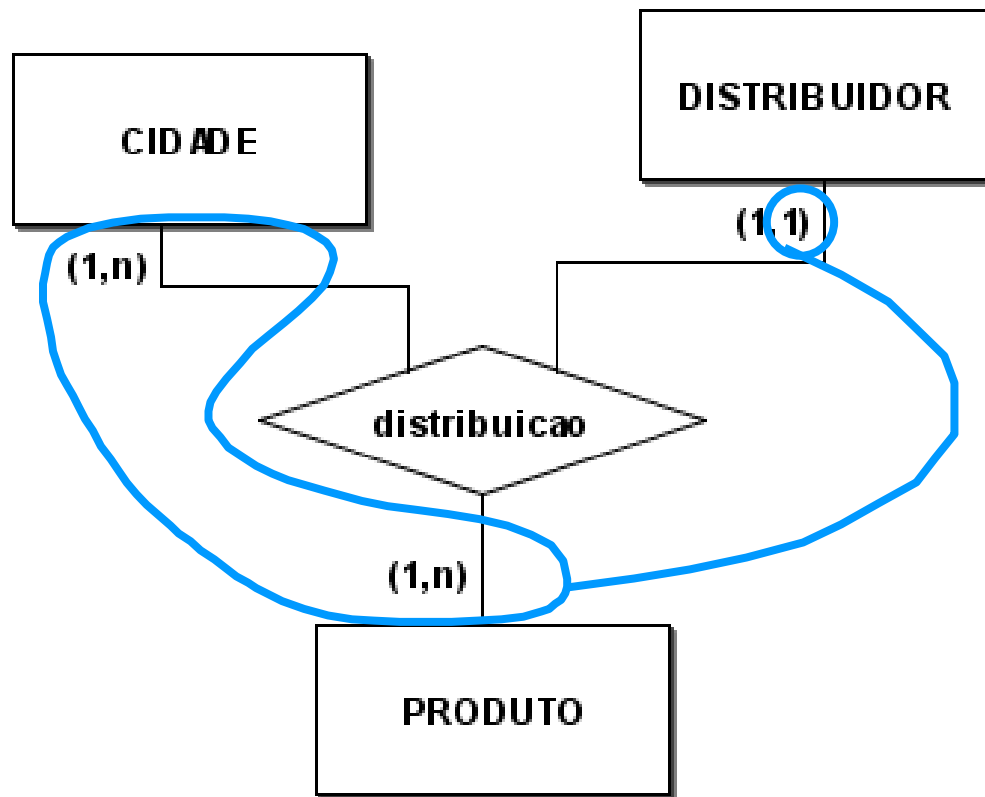 DISTRIBUIDOR
CIDADE
(1,1)
(1,n)
distribuicao
(1,n)
PRODUTO